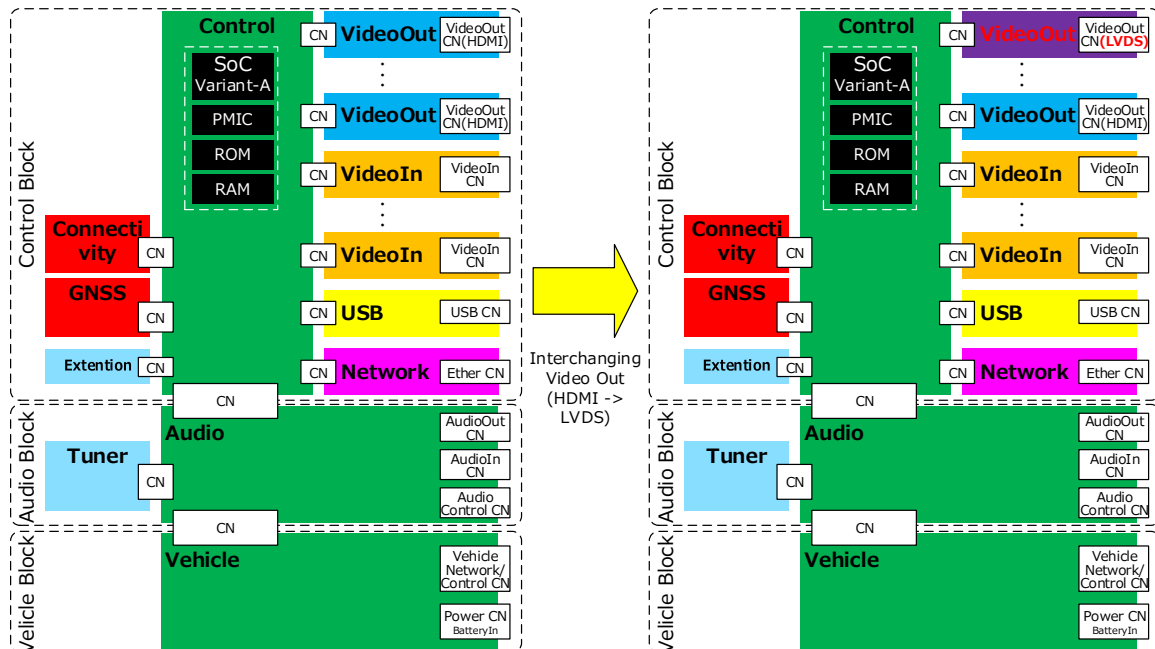 Control Block
Control
SoC
Variant-A
PMIC
ROM
RAM
CN
VideoOut
VideoOut
CN(HDMI)
CN
VideoOut
VideoOut
CN(HDMI)
CN
VideoIn
VideoIn
CN
CN
VideoIn
VideoIn
CN
Connecti
vity
CN
GNSS
CN
CN
USB
USB CN
Extention
CN
CN
Network
Ether CN
CN
Audio Block
Audio
AudioOut
CN
Tuner
CN
AudioIn
CN
Audio
Control CN
CN
Velicle Block
Vehicle
Vehicle
Network/
Control CN
Power CN
BatteryIn
Interchanging
Video Out
(HDMI ->
LVDS)
Control Block
Control
SoC
Variant-A
PMIC
ROM
RAM
CN
VideoOut
VideoOut
CN(LVDS)
CN
VideoOut
VideoOut
CN(HDMI)
CN
VideoIn
VideoIn
CN
CN
VideoIn
VideoIn
CN
Connecti
vity
CN
GNSS
CN
CN
USB
USB CN
Extention
CN
CN
Network
Ether CN
CN
Audio Block
Audio
AudioOut
CN
Tuner
CN
AudioIn
CN
Audio
Control CN
CN
Velicle Block
Vehicle
Vehicle
Network/
Control CN
Power CN
BatteryIn